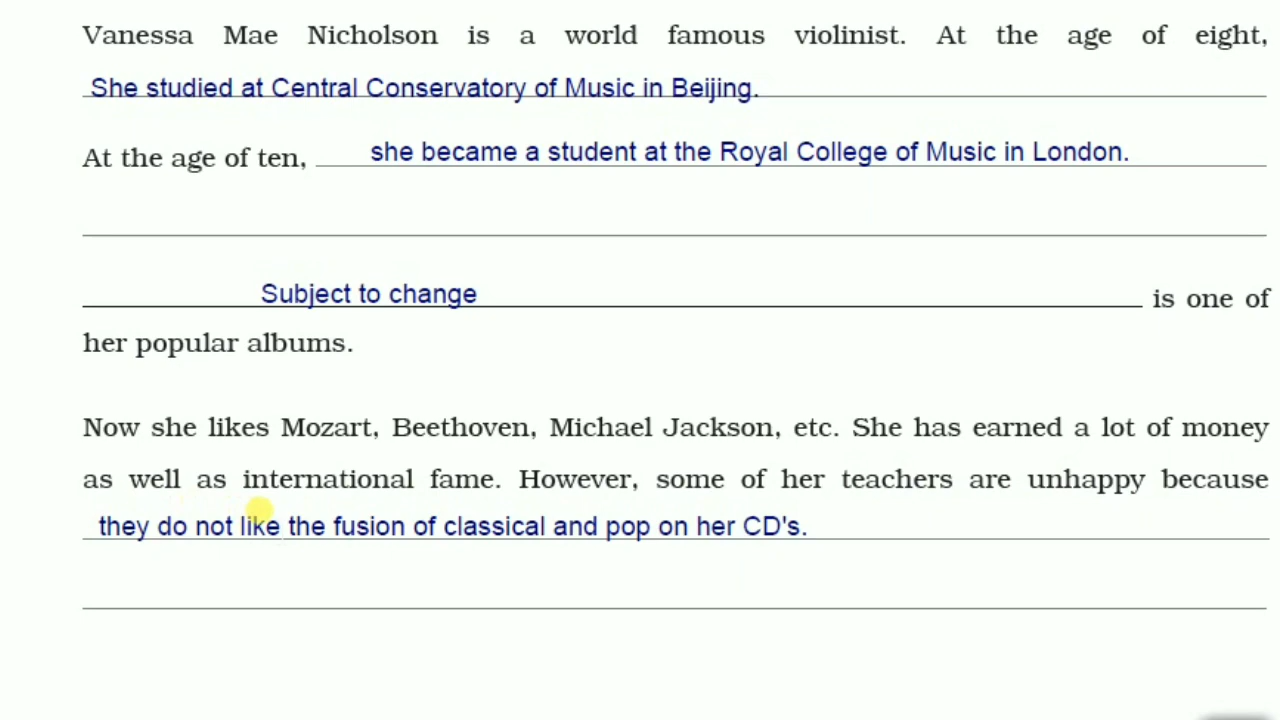 Vanessa Mae Nicholson is a world famous violinist. At the age of eight,
She studied at Central Conservatory of Music in Beijing.
At the age of ten, she became a student at the Royal College of Music in London.
Subject to change is one of
her popular albums.
Now she likes Mozart, Beethoven, Michael Jackson, etc. She has earned a lot of money
as well as international fame. However, some of her teachers are unhappy because
they do not like the fusion of classical and pop on her CD's.